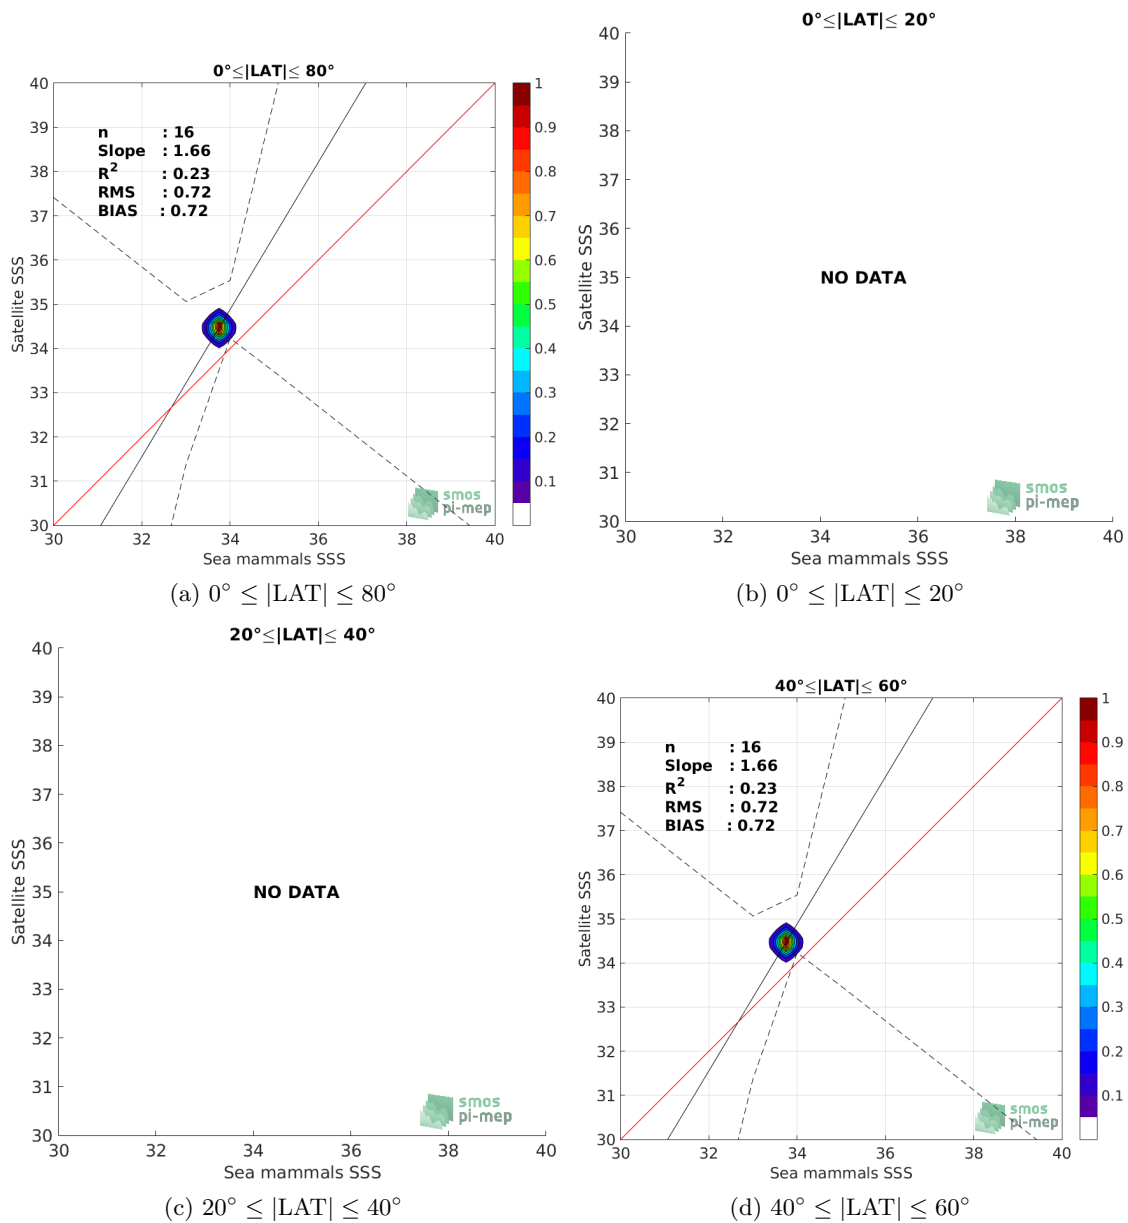 0°≤|LAT|≤ 80°
n : 16
Slope : 1.66
R² : 0.23
RMS : 0.72
BIAS : 0.72
40
39
38
37
36
35
34
33
32
31
30
Satellite SSS
30 32 34 36 38 40
Sea mammals SSS
1
0.9
0.8
0.7
0.6
0.5
0.4
0.3
0.2
0.1
smos
pi-mep
(a) 0° ≤ |LAT| ≤ 80°
0°≤|LAT|≤ 20°
40
39
38
37
36
35
34
33
32
31
30
Satellite SSS
NO DATA
30 32 34 36 38 40
Sea mammals SSS
smos
pi-mep
(b) 0° ≤ |LAT| ≤ 20°
20°≤|LAT|≤ 40°
40
39
38
37
36
35
34
33
32
31
30
Satellite SSS
NO DATA
30 32 34 36 38 40
Sea mammals SSS
smos
pi-mep
(c) 20° ≤ |LAT| ≤ 40°
40°≤|LAT|≤ 60°
n : 16
Slope : 1.66
R² : 0.23
RMS : 0.72
BIAS : 0.72
40
39
38
37
36
35
34
33
32
31
30
Satellite SSS
30 32 34 36 38 40
Sea mammals SSS
1
0.9
0.8
0.7
0.6
0.5
0.4
0.3
0.2
0.1
smos
pi-mep
(d) 40° ≤ |LAT| ≤ 60°